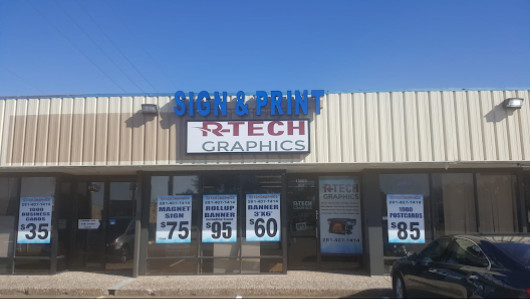 SIGN & PRINT
R-TECH
GRAPHICS
1000
BUSINESS
CARDS
$35
MAGNET
SIGN
$75
ROLLUP
BANNER
$95
BANNER
3'X6'
$60
R-TECH
GRAPHICS
1000
POSTCARDS
$85